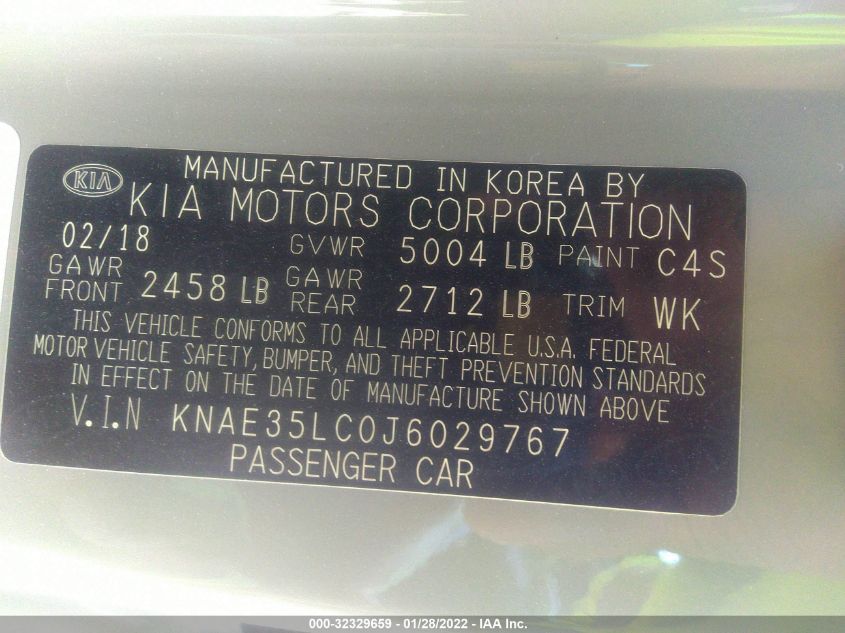 MANUFACTURED IN KOREA BY
KIA KIA MOTORS CORPORATION
02/18 GVWR 5004 LB PAINT C4S
GAWR FRONT 2458 LB GAWR REAR 2712 LB TRIM WK
THIS VEHICLE CONFORMS TO ALL APPLICABLE U.S.A. FEDERAL
MOTOR VEHICLE SAFETY, BUMPER, AND THEFT PREVENTION STANDARDS
IN EFFECT ON THE DATE OF MANUFACTURE SHOWN ABOVE
V.I.N KNAE35LC0J6029767
PASSENGER CAR
000-32329659 - 01/28/2022 - IAA Inc.